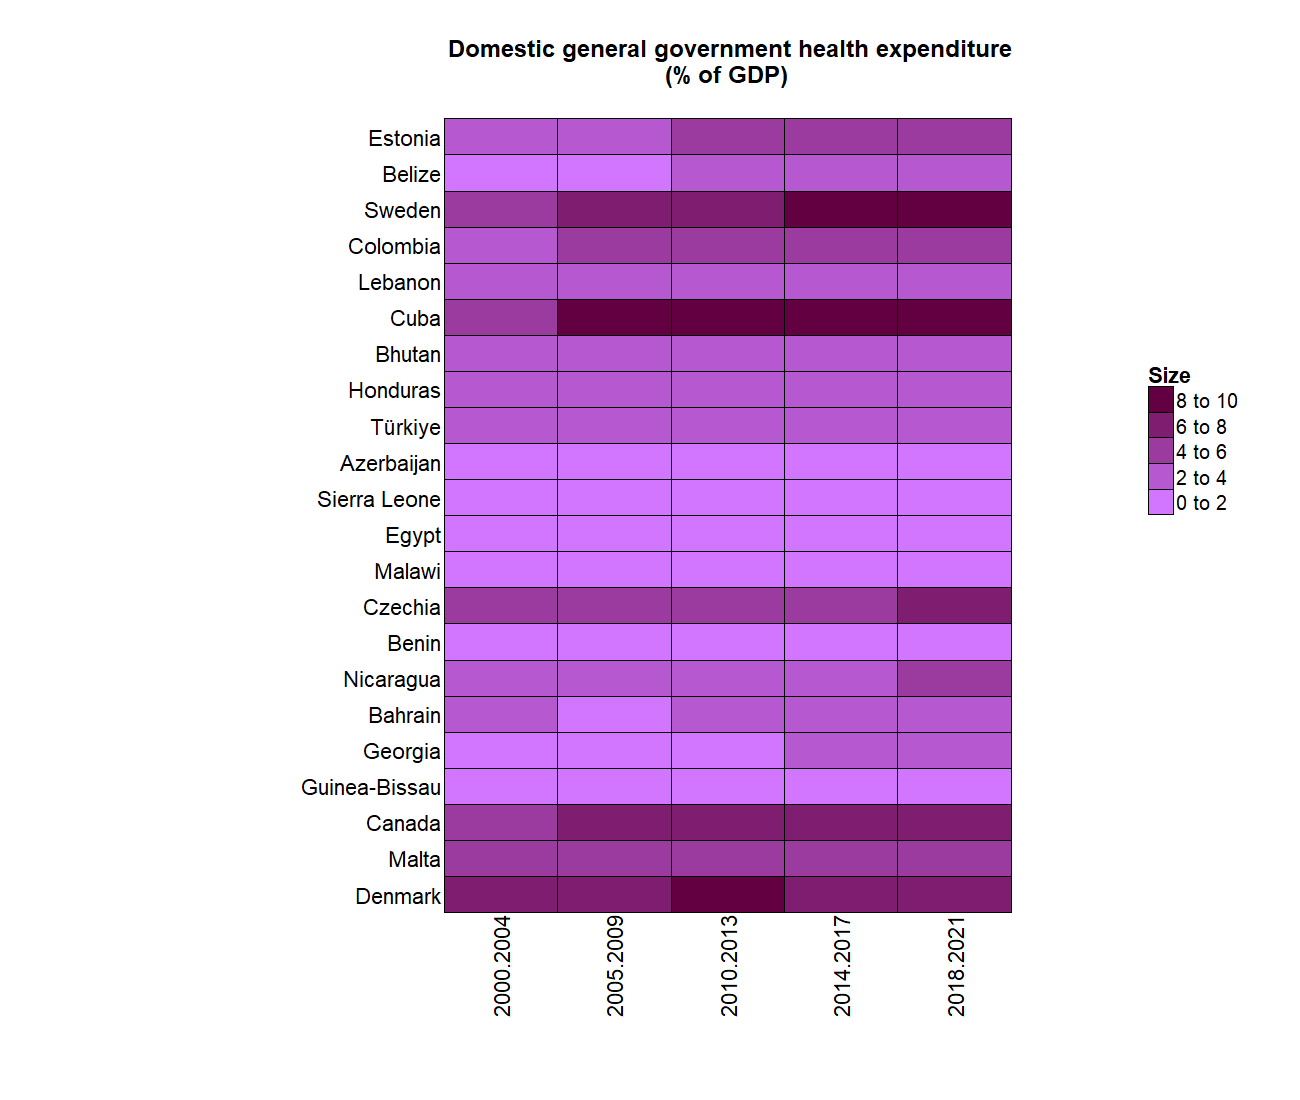 Domestic general government health expenditure
(% of GDP)
Estonia
Belize
Sweden
Colombia
Lebanon
Cuba
Bhutan
Honduras
Türkiye
Azerbaijan
Sierra Leone
Egypt
Malawi
Czechia
Benin
Nicaragua
Bahrain
Georgia
Guinea-Bissau
Canada
Malta
Denmark
2000.2004
2005.2009
2010.2013
2014.2017
2018.2021
Size
8 to 10
6 to 8
4 to 6
2 to 4
0 to 2